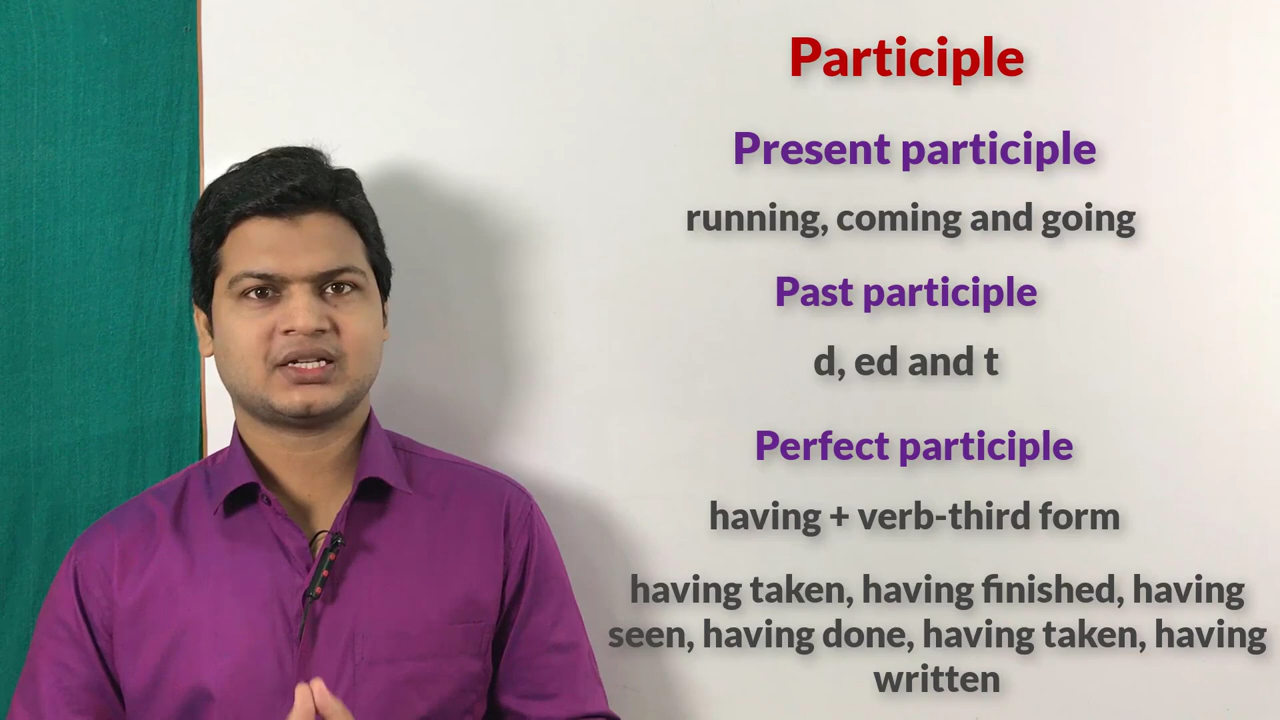 Participle
Present participle
running, coming and going
Past participle
d, ed and t
Perfect participle
having + verb-third form
having taken, having finished, having
seen, having done, having taken, having
written